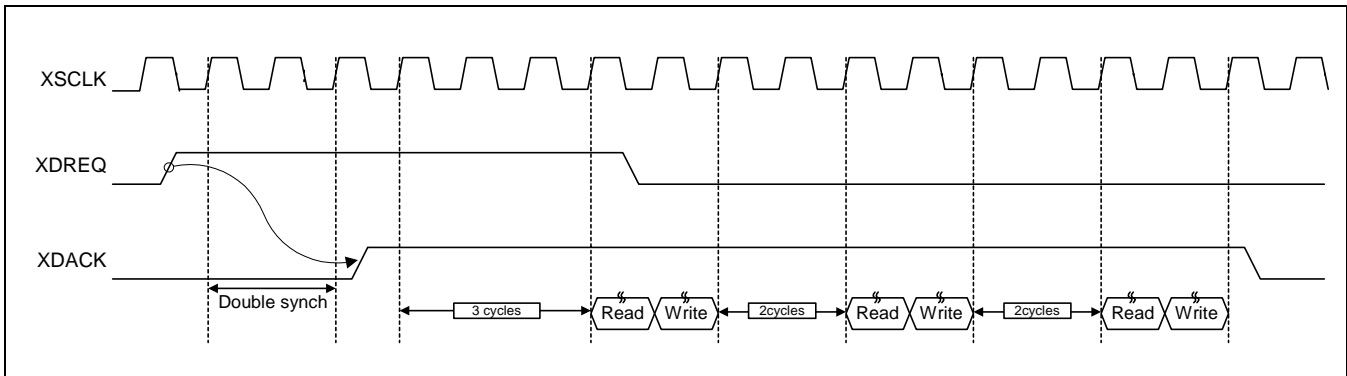 XSCLK
XDREQ
XDACK
Double synch
3 cycles
Read
Write
2cycles
Read
Write
2cycles
Read
Write